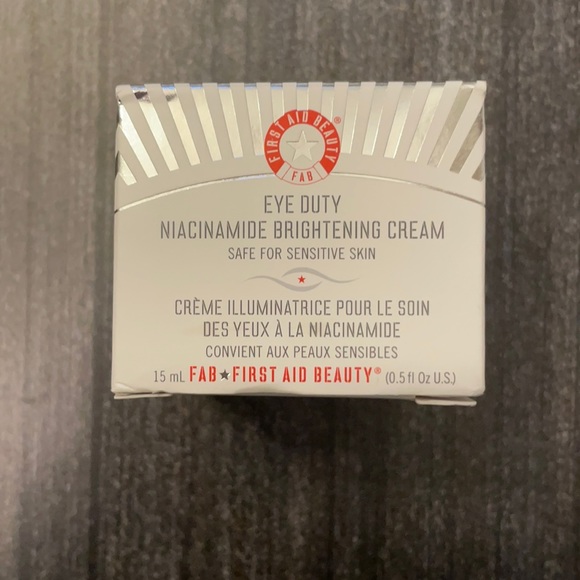 FIRST AID BEAUTY®
FAB
EYE DUTY
NIACINAMIDE BRIGHTENING CREAM
SAFE FOR SENSITIVE SKIN
CRÈME ILLUMINATRICE POUR LE SOIN
DES YEUX À LA NIACINAMIDE
CONVIENT AUX PEAUX SENSIBLES
15 mL FAB★FIRST AID BEAUTY® (0.5 fl Oz U.S.)